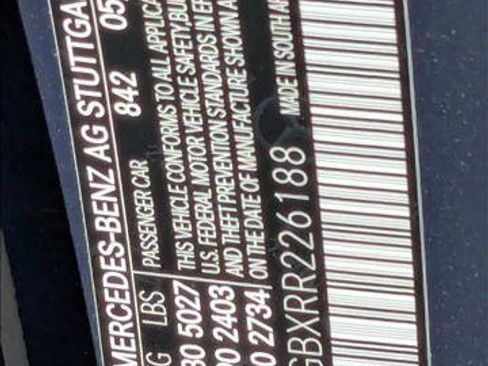 MERCEDES-BENZ AG STUTTGA
842 05
G LBS PASSENGER CAR
30 5027 THIS VEHICLE CONFORMS TO ALL APPLICA
90 2403 U.S. FEDERAL MOTOR VEHICLE SAFETY, BU
0 2734 AND THEFT PREVENTION STANDARDS IN EF
ON THE DATE OF MANUFACTURE SHOWN A
GBXRR226188 MADE IN SOUTH AF